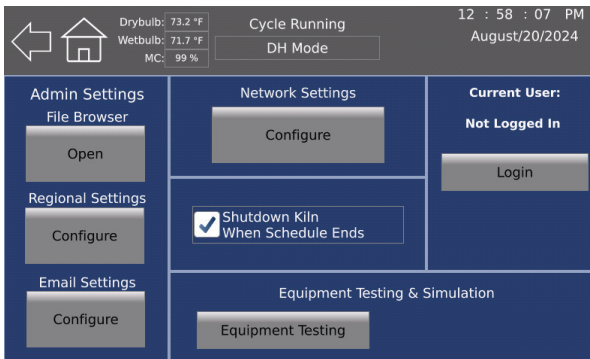 Drybulb: 73.2 °F
Wetbulb: 71.7 °F
MC: 99 %
Cycle Running
DH Mode
12 : 58 : 07 PM
August/20/2024
Admin Settings
File Browser
Open
Regional Settings
Configure
Email Settings
Configure
Network Settings
Configure
Shutdown Kiln
When Schedule Ends
Current User:
Not Logged In
Login
Equipment Testing & Simulation
Equipment Testing